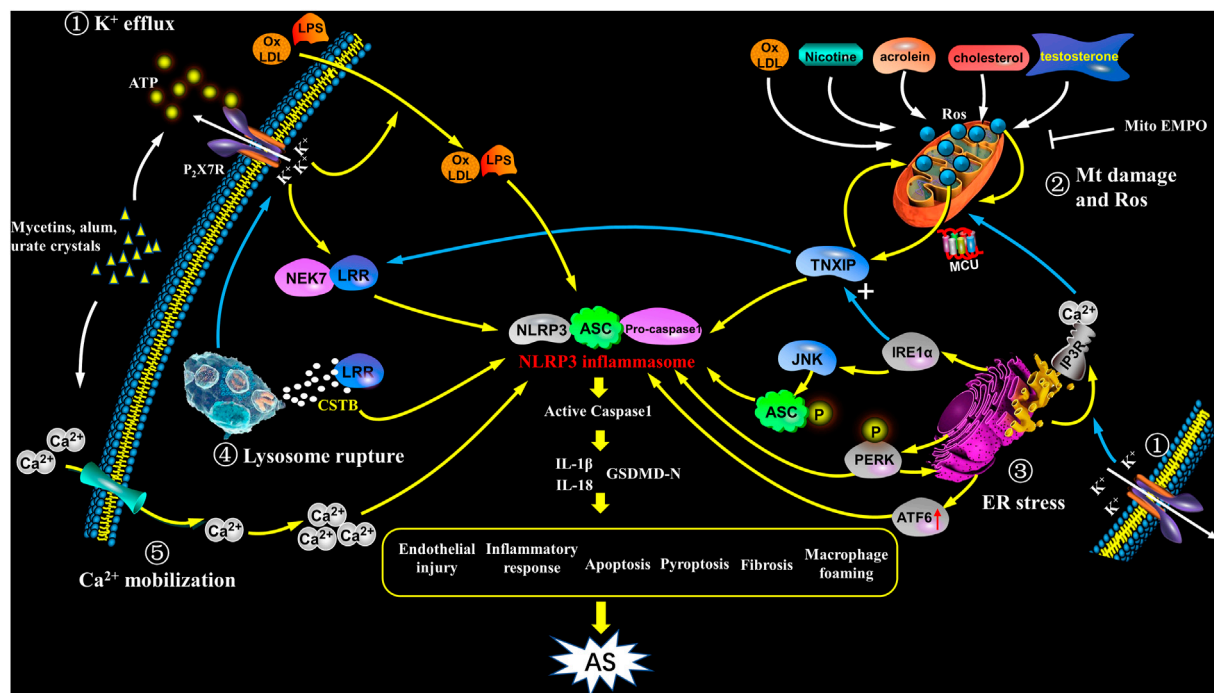 ① K⁺ efflux
Ox
LDL
LPS
ATP
P₂X7R
K⁺
K⁺
K⁺
K⁺
Mycetins, alum,
urate crystals
Ox
LDL
LPS
Ox
LDL
Nicotine
acrolein
cholesterol
testosterone
Ros
Mito EMPO
② Mt damage
and Ros
MCU
NEK7
LRR
TNXIP
+
NLRP3
ASC
Pro-caspase1
NLRP3 inflammasome
LRR
CSTB
④ Lysosome rupture
Ca²⁺
Ca²⁺
Ca²⁺
Ca²⁺
Ca²⁺
Ca²⁺
⑤
Ca²⁺ mobilization
Active Caspase1
IL-1β
IL-18
GSDMD-N
JNK
IRE1α
ASC
P
P
PERK
ATF6
Ca²⁺
IP3R
③
ER stress
①
K⁺
K⁺
K⁺
Endothelial
injury
Inflammatory
response
Apoptosis
Pyroptosis
Fibrosis
Macrophage
foaming
AS